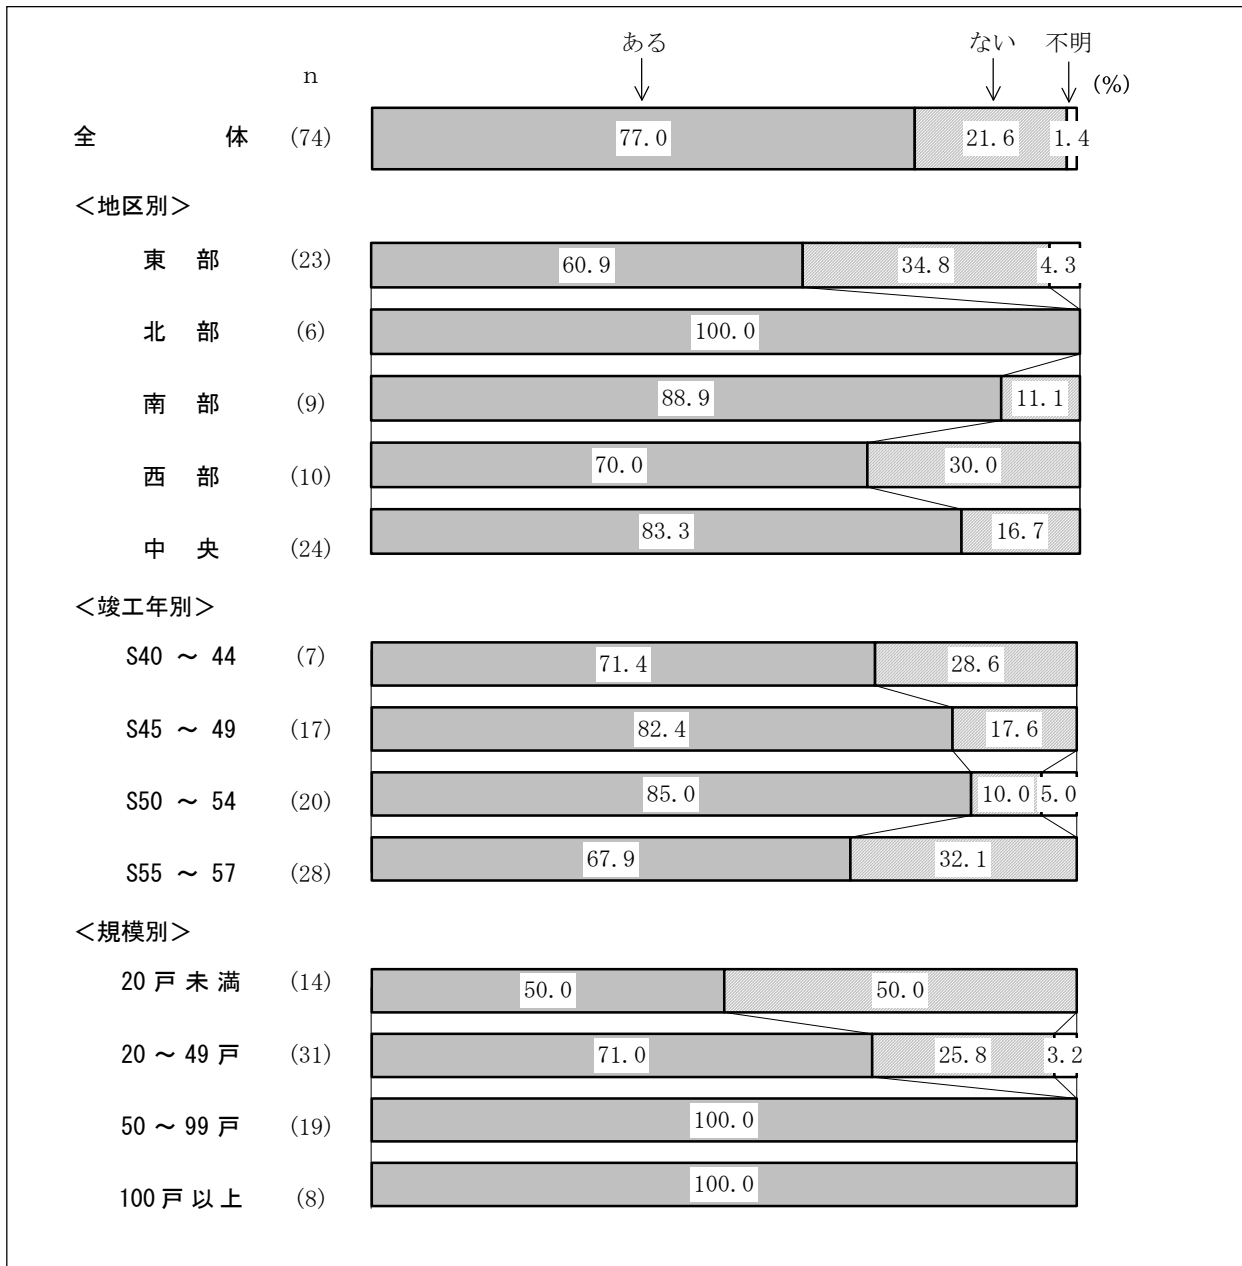 ある ない 不明
n (%)
全 体 (74) 77.0 21.6 1.4
＜地区別＞
東 部 (23) 60.9 34.8 4.3
北 部 (6) 100.0
南 部 (9) 88.9 11.1
西 部 (10) 70.0 30.0
中 央 (24) 83.3 16.7
＜竣工年別＞
S40 ～ 44 (7) 71.4 28.6
S45 ～ 49 (17) 82.4 17.6
S50 ～ 54 (20) 85.0 10.0 5.0
S55 ～ 57 (28) 67.9 32.1
＜規模別＞
20 戸 未 満 (14) 50.0 50.0
20 ～ 49 戸 (31) 71.0 25.8 3.2
50 ～ 99 戸 (19) 100.0
100 戸 以 上 (8) 100.0